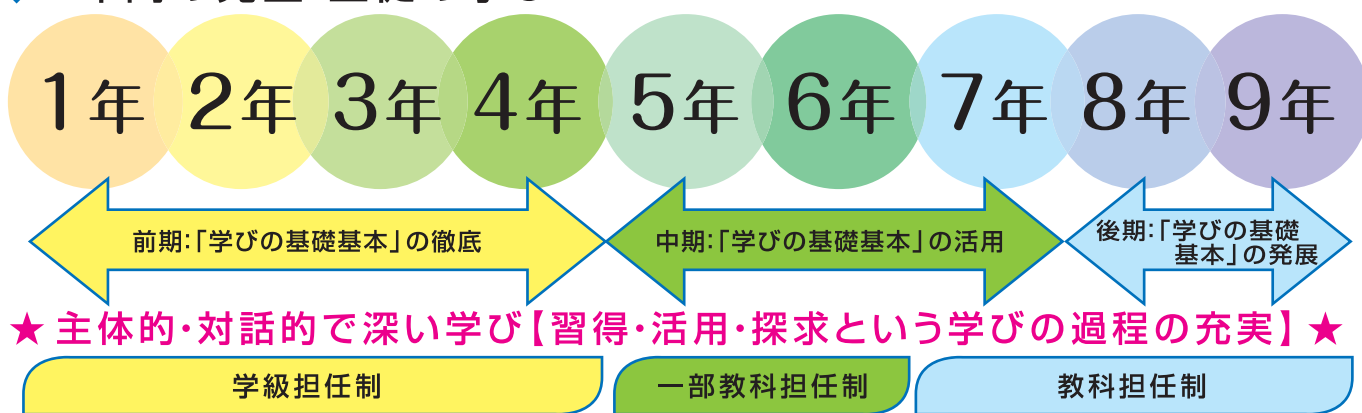 1年 2年 3年 4年 5年 6年 7年 8年 9年
前期:「学びの基礎基本」の徹底
中期:「学びの基礎基本」の活用
後期:「学びの基礎
基本」の発展
★主体的・対話的で深い学び【習得・活用・探求という学びの過程の充実】★
学級担任制
一部教科担任制
教科担任制